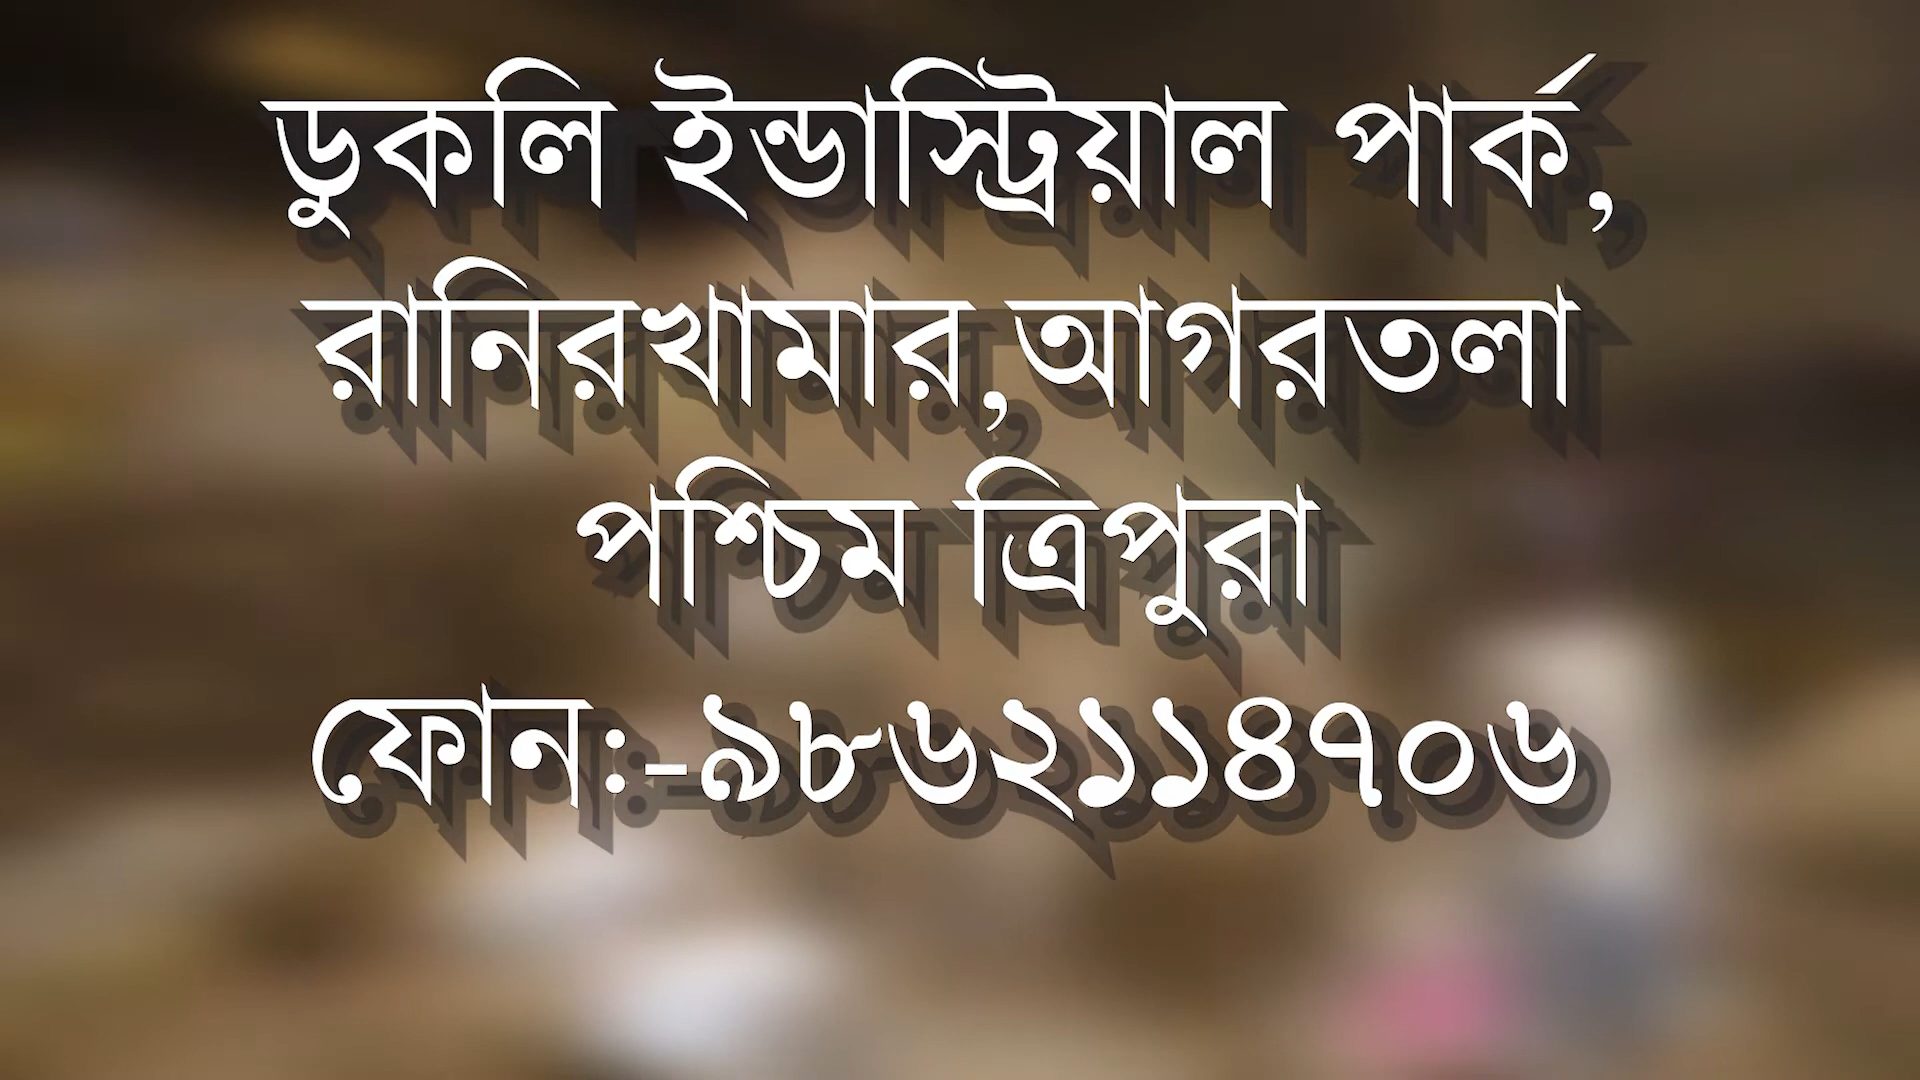 ডুকলি ইন্ডাস্ট্রিয়াল পার্ক,
রানিরখামার,আগরতলা
পশ্চিম ত্রিপুরা
ফোন:-৯৮৬২১১৪৭০৬